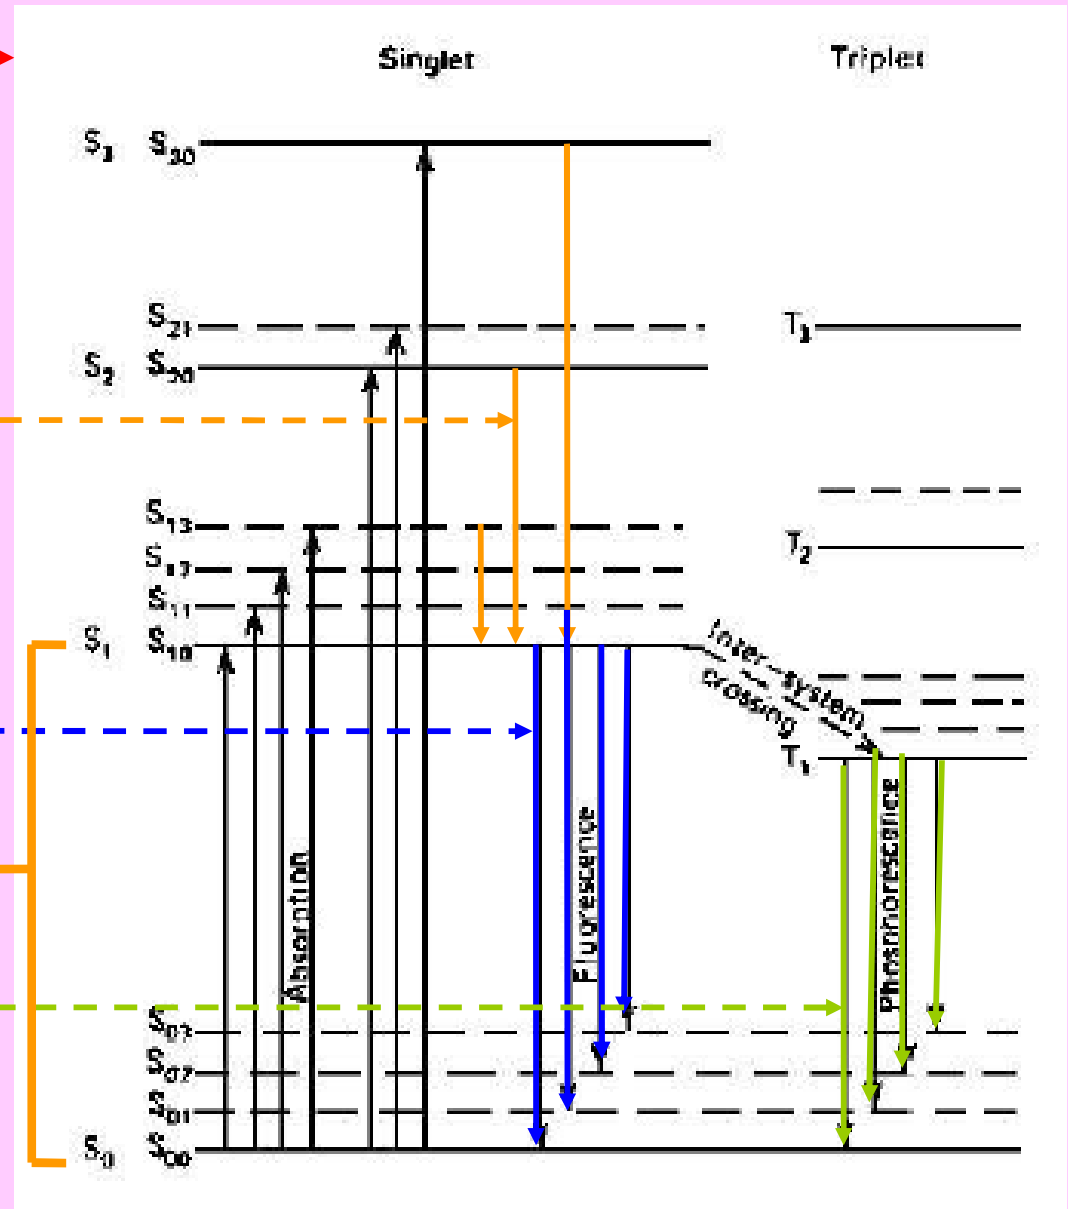 Singlet
Triplet
S3 S30
S21
T3
S2 S20
S13
T2
S12
S11
S1 S10
Inter-system
crossing
T1
Absorption
Fluorescence
Phosphorescence
S03
S02
S01
S0 S00